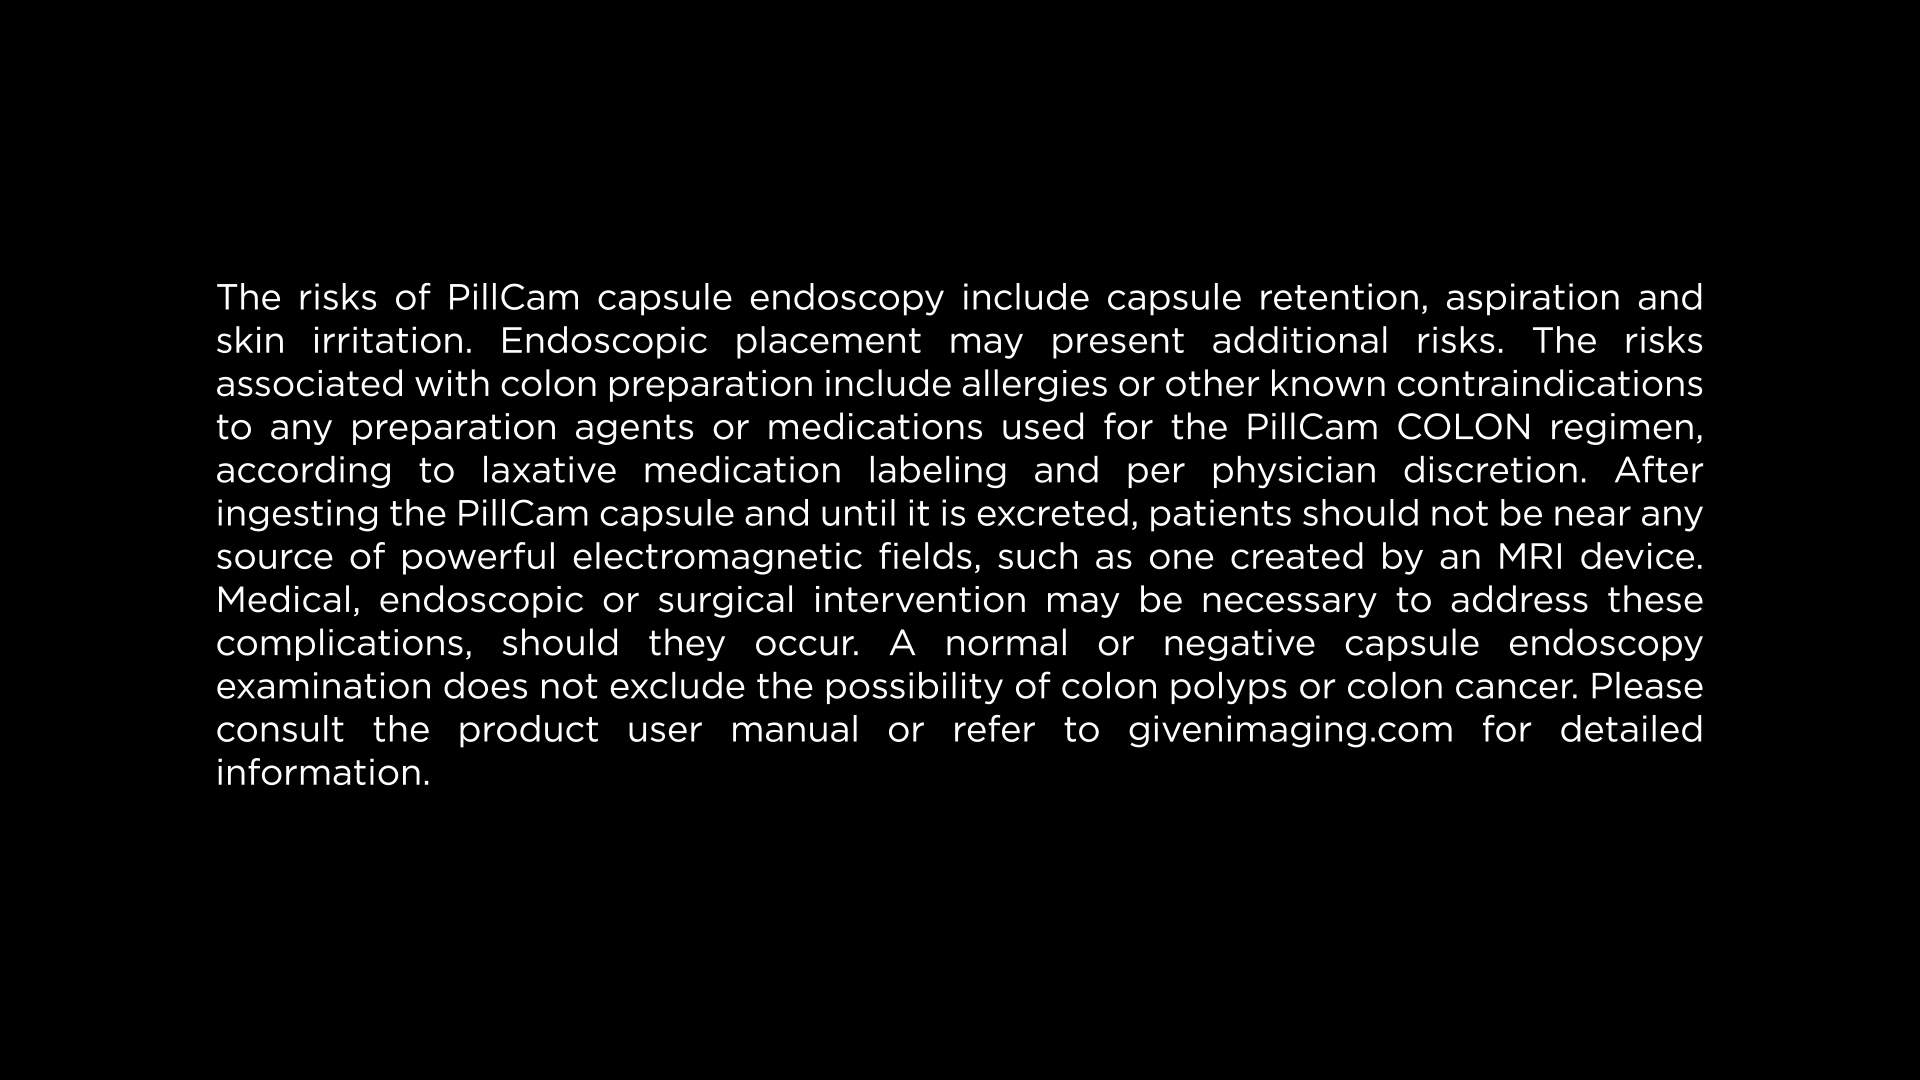 The risks of PillCam capsule endoscopy include capsule retention, aspiration and
skin irritation. Endoscopic placement may present additional risks. The risks
associated with colon preparation include allergies or other known contraindications
to any preparation agents or medications used for the PillCam COLON regimen,
according to laxative medication labeling and per physician discretion. After
ingesting the PillCam capsule and until it is excreted, patients should not be near any
source of powerful electromagnetic fields, such as one created by an MRI device.
Medical, endoscopic or surgical intervention may be necessary to address these
complications, should they occur. A normal or negative capsule endoscopy
examination does not exclude the possibility of colon polyps or colon cancer. Please
consult the product user manual or refer to givenimaging.com for detailed
information.